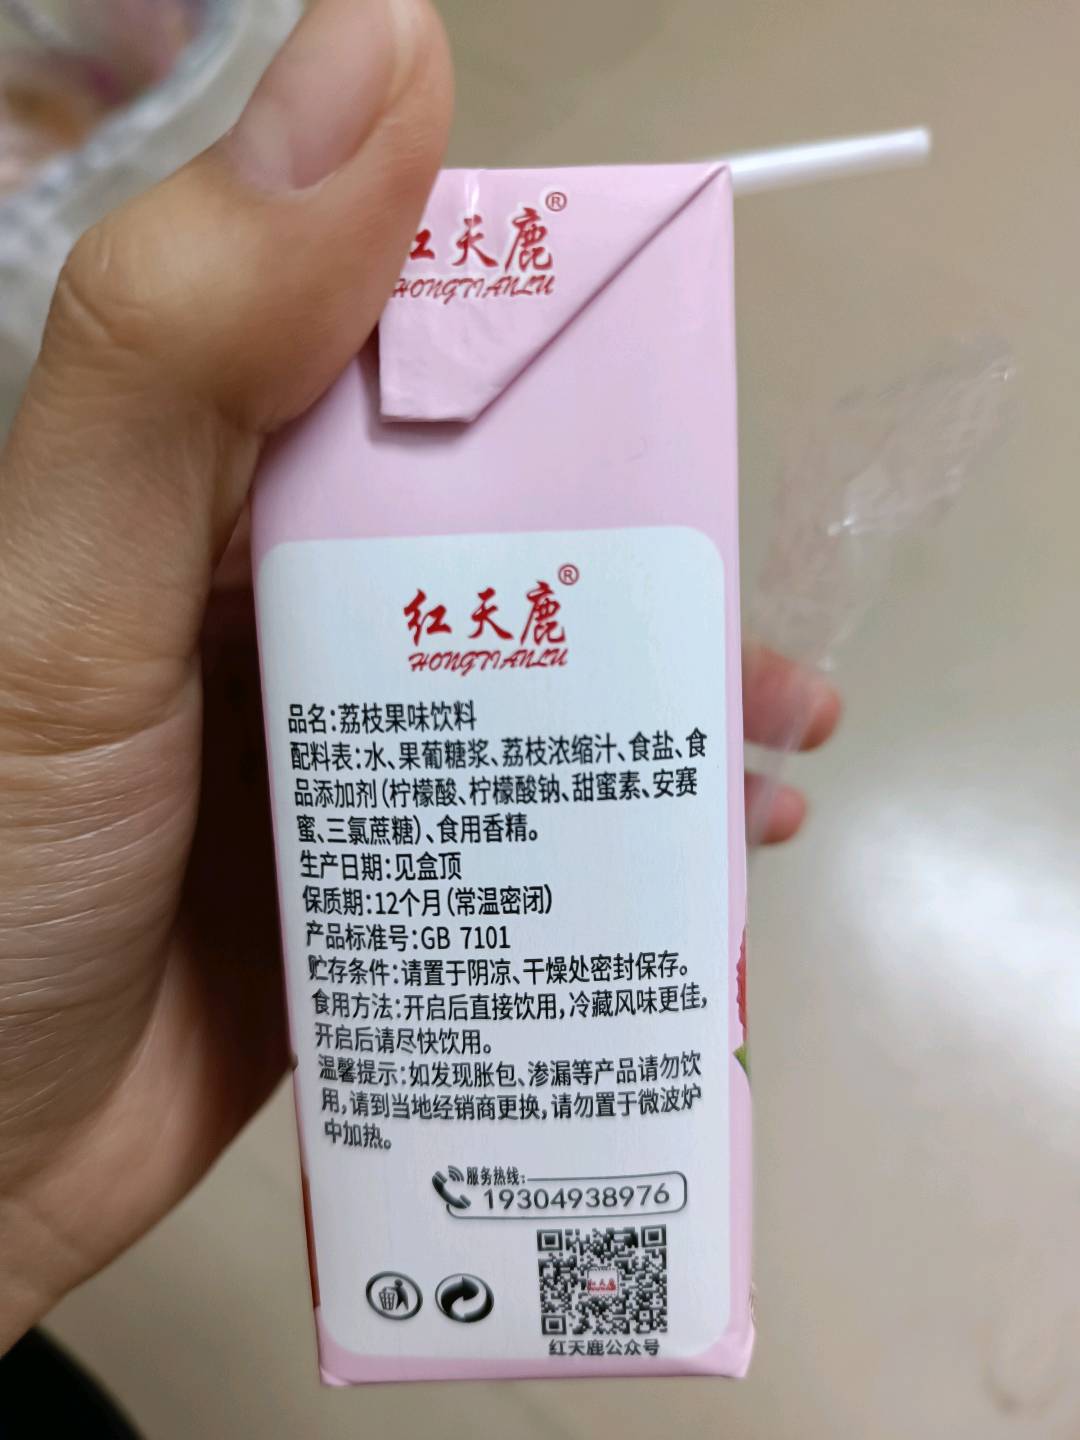 红天鹿®
HONGTIANLU
红天鹿®
HONGTIANLU
品名:荔枝果味饮料
配料表:水、果葡糖浆、荔枝浓缩汁、食盐、食
品添加剂(柠檬酸、柠檬酸钠、甜蜜素、安赛
蜜、三氯蔗糖)、食用香精。
生产日期:见盒顶
保质期:12个月(常温密闭)
产品标准号:GB 7101
贮存条件:请置于阴凉、干燥处密封保存。
食用方法:开启后直接饮用,冷藏风味更佳,
开启后请尽快饮用。
温馨提示:如发现胀包、渗漏等产品请勿饮
用,请到当地经销商更换,请勿置于微波炉
中加热。
服务热线:
19304938976
红天鹿
红天鹿公众号